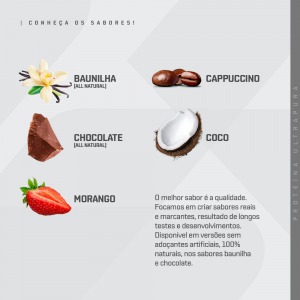 | CONHEÇA OS SABORES!
BAUNILHA
[ALL NATURAL]
CAPPUCCINO
CHOCOLATE
[ALL NATURAL]
COCO
MORANGO
O melhor sabor é a qualidade.
Focamos em criar sabores reais
e marcantes, resultado de longos
testes e desenvolvimentos.
Disponível em versões sem
adoçantes artificiais, 100%
naturais, nos sabores baunilha
e chocolate.
| PROTEÍNA ULTRAPURA